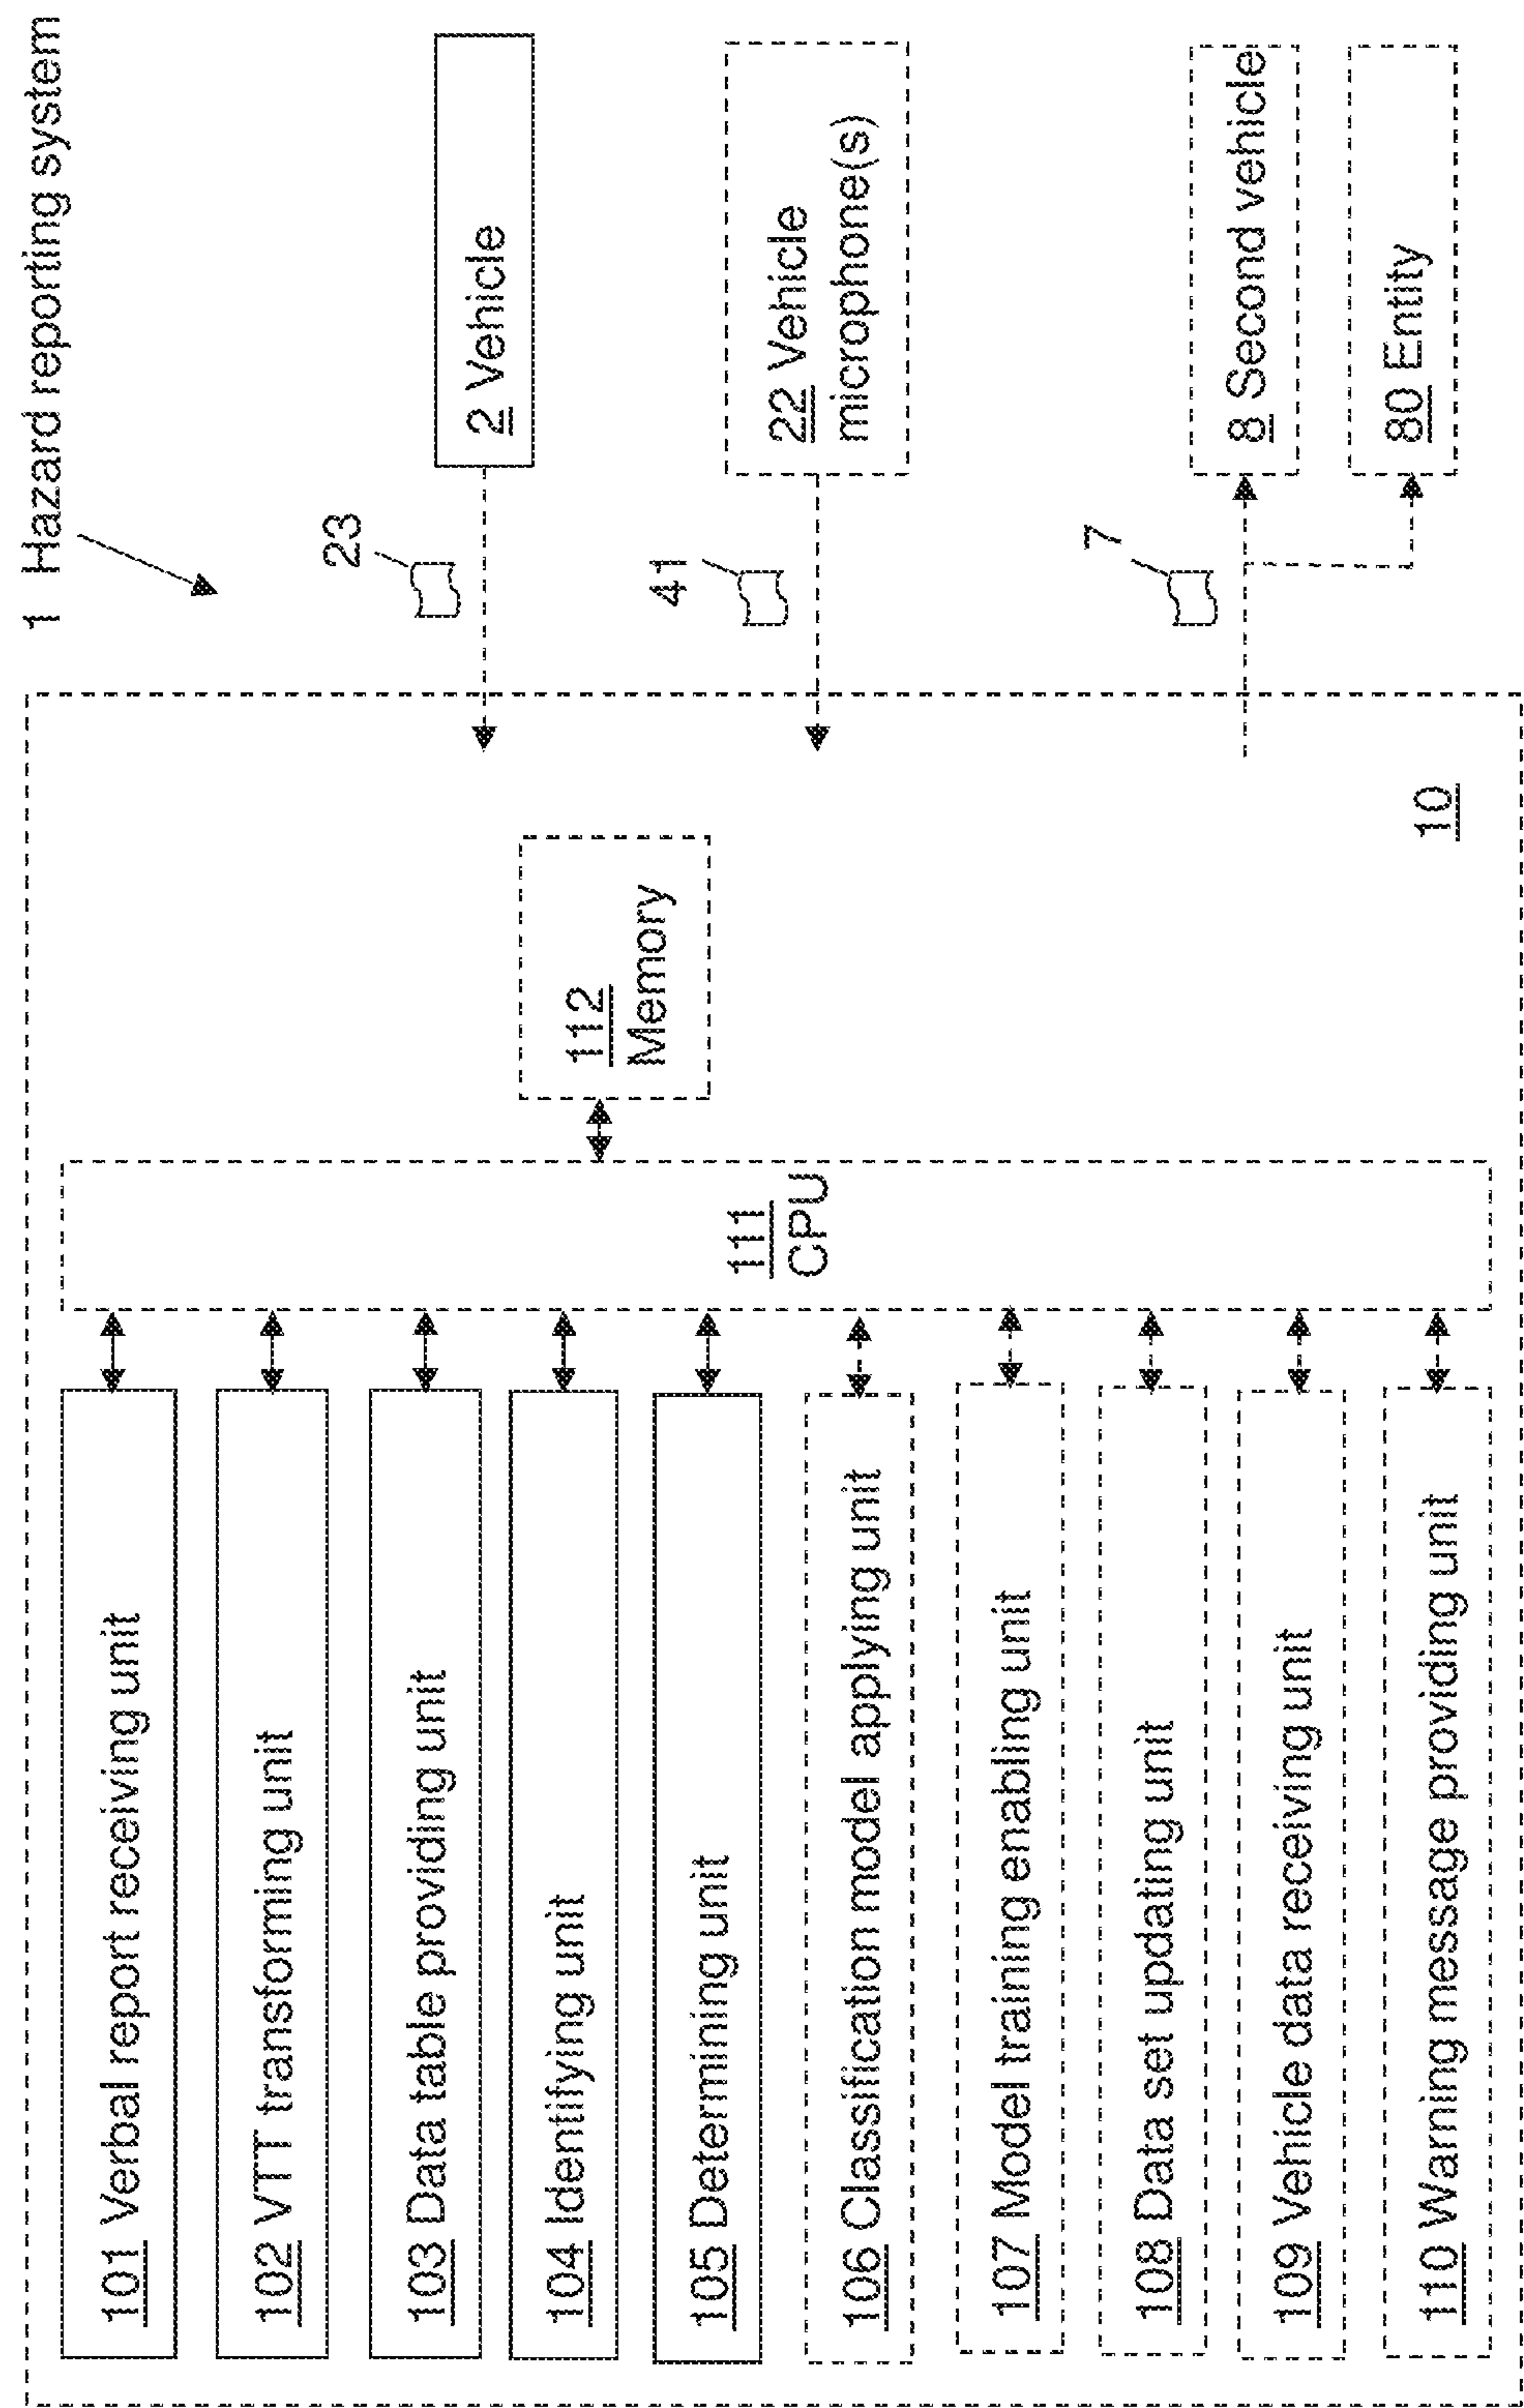 1 Hazard reporting system
101 Verbal report receiving unit
102 VTT transforming unit
103 Data table providing unit
104 Identifying unit
105 Determining unit
106 Classification model applying unit
107 Model training enabling unit
108 Data set updating unit
109 Vehicle data receiving unit
110 Warning message providing unit
111
CPU
112
Memory
10
23
2 Vehicle
41
22 Vehicle
microphone(s)
7
8 Second vehicle
80 Entity